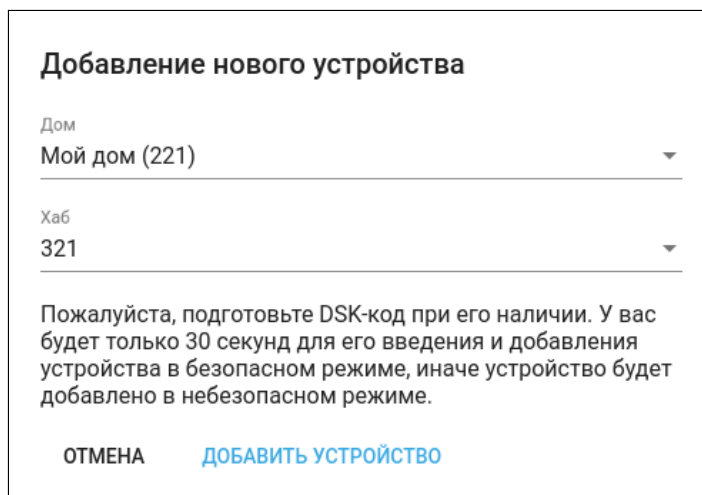 Добавление нового устройства
Дом
Мой дом (221)
Хаб
321
Пожалуйста, подготовьте DSK-код при его наличии. У вас
будет только 30 секунд для его введения и добавления
устройства в безопасном режиме, иначе устройство будет
добавлено в небезопасном режиме.
ОТМЕНА ДОБАВИТЬ УСТРОЙСТВО